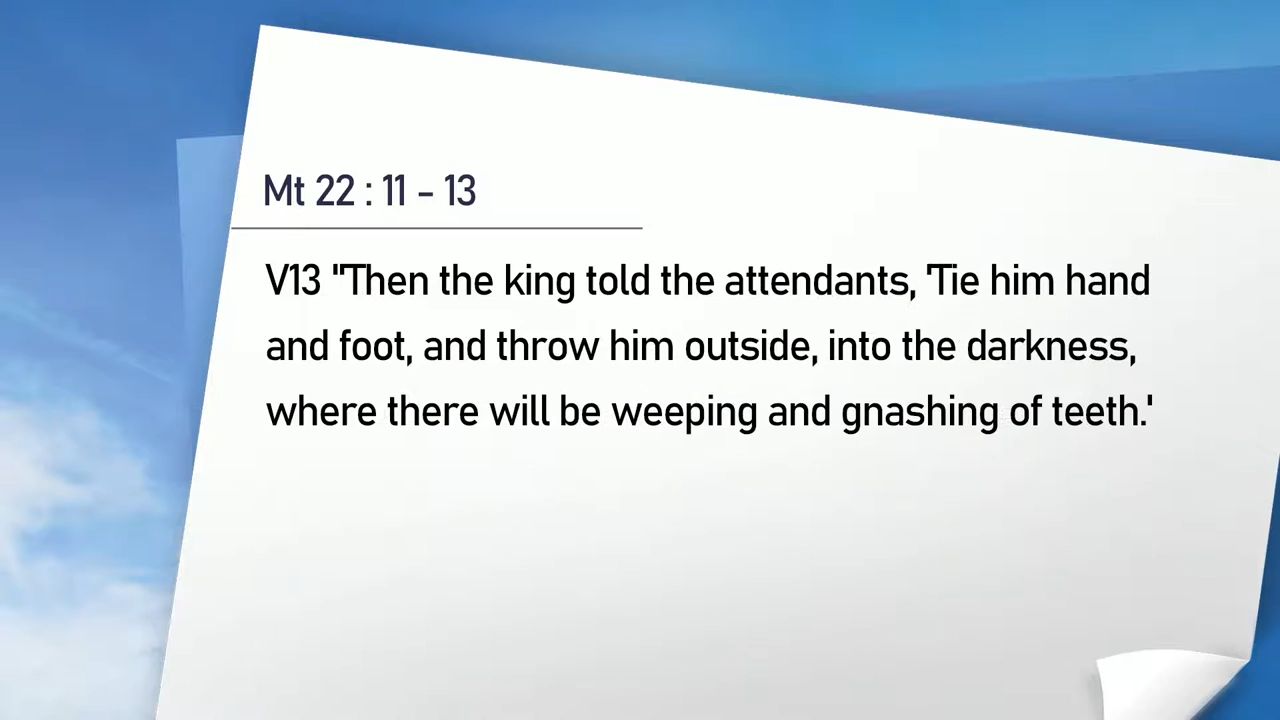 Mt 22 : 11 - 13
V13 "Then the king told the attendants, 'Tie him hand
and foot, and throw him outside, into the darkness,
where there will be weeping and gnashing of teeth.'